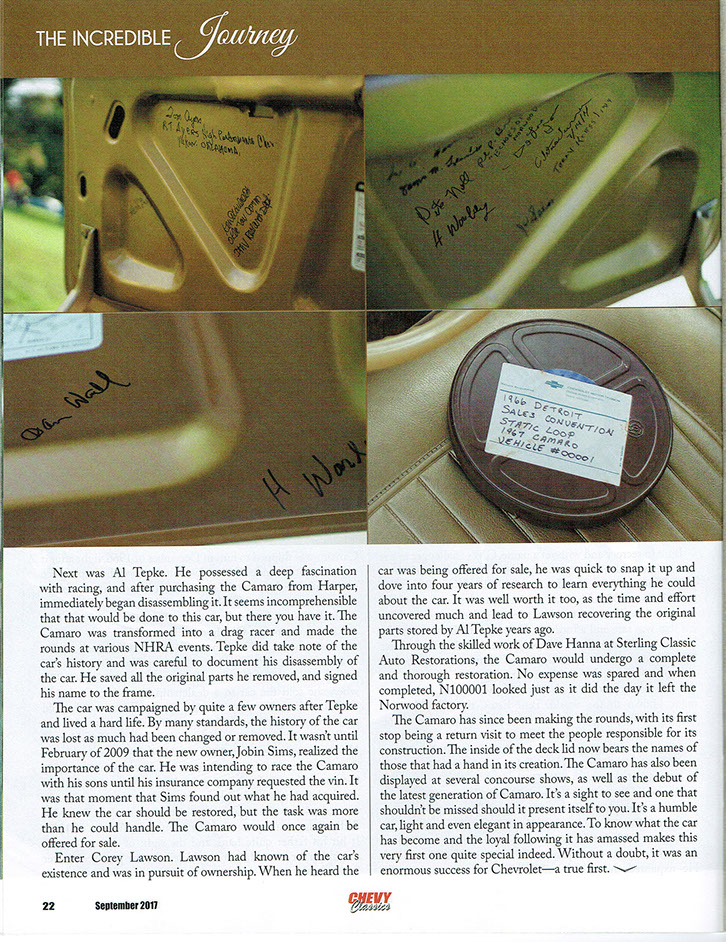 THE INCREDIBLE Journey
KT AYERS High Performance Chev
OKLAHOMA
Pete Nall
H Warday
Dan Wall
H Ward
1966 DETROIT
SALES CONVENTION
STATIC LOOP
1967 CAMARO
VEHICLE #00001
Next was Al Tepke. He possessed a deep fascination
with racing, and after purchasing the Camaro from Harper,
immediately began disassembling it. It seems incomprehensible
that that would be done to this car, but there you have it. The
Camaro was transformed into a drag racer and made the
rounds at various NHRA events. Tepke did take note of the
car's history and was careful to document his disassembly of
the car. He saved all the original parts he removed, and signed
his name to the frame.
The car was campaigned by quite a few owners after Tepke
and lived a hard life. By many standards, the history of the car
was lost as much had been changed or removed. It wasn't until
February of 2009 that the new owner, Jobin Sims, realized the
importance of the car. He was intending to race the Camaro
with his sons until his insurance company requested the vin. It
was that moment that Sims found out what he had acquired.
He knew the car should be restored, but the task was more
than he could handle. The Camaro would once again be
offered for sale.
Enter Corey Lawson. Lawson had known of the car's
existence and was in pursuit of ownership. When he heard the
car was being offered for sale, he was quick to snap it up and
dove into four years of research to learn everything he could
about the car. It was well worth it too, as the time and effort
uncovered much and lead to Lawson recovering the original
parts stored by Al Tepke years ago.
Through the skilled work of Dave Hanna at Sterling Classic
Auto Restorations, the Camaro would undergo a complete
and thorough restoration. No expense was spared and when
completed, N100001 looked just as it did the day it left the
Norwood factory.
The Camaro has since been making the rounds, with its first
stop being a return visit to meet the people responsible for its
construction. The inside of the deck lid now bears the names of
those that had a hand in its creation. The Camaro has also been
displayed at several concourse shows, as well as the debut of
the latest generation of Camaro. It's a sight to see and one that
shouldn't be missed should it present itself to you. It's a humble
car, light and even elegant in appearance. To know what the car
has become and the loyal following it has amassed makes this
very first one quite special indeed. Without a doubt, it was an
enormous success for Chevrolet—a true first.
22 September 2017 CHEVY Classics